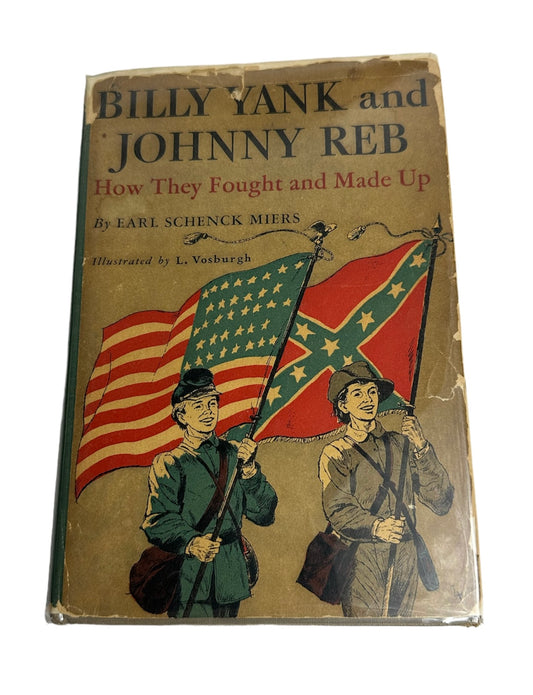 BILLY YANK and
JOHNNY REB
How They Fought and Made Up
By EARL SCHENCK MIERS
Illustrated by L. Vosburgh